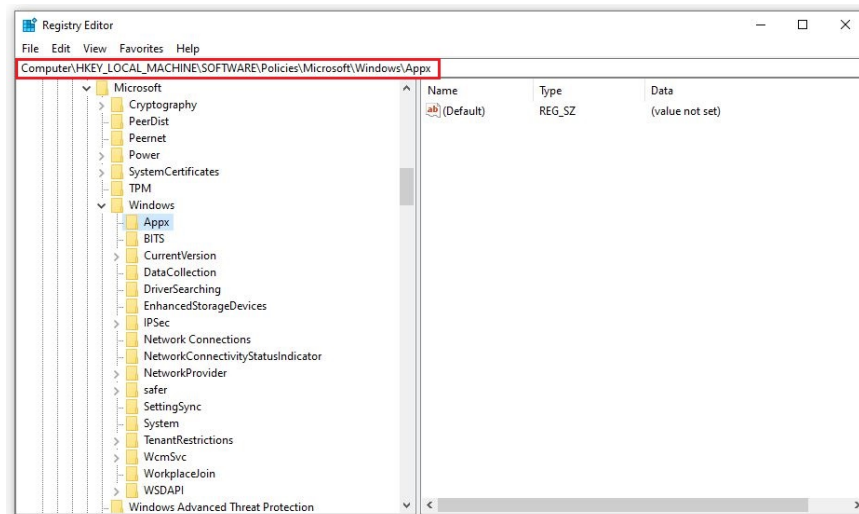 Registry Editor
File Edit View Favorites Help
Computer\HKEY_LOCAL_MACHINE\SOFTWARE\Policies\Microsoft\Windows\Appx
Microsoft
Cryptography
PeerDist
Peernet
Power
SystemCertificates
TPM
Windows
Appx
BITS
CurrentVersion
DataCollection
DriverSearching
EnhancedStorageDevices
IPSec
Network Connections
NetworkConnectivityStatusIndicator
NetworkProvider
safer
SettingSync
System
TenantRestrictions
WcmSvc
WorkplaceJoin
WSDAPI
Windows Advanced Threat Protection
Name Type Data
ab (Default) REG_SZ (value not set)